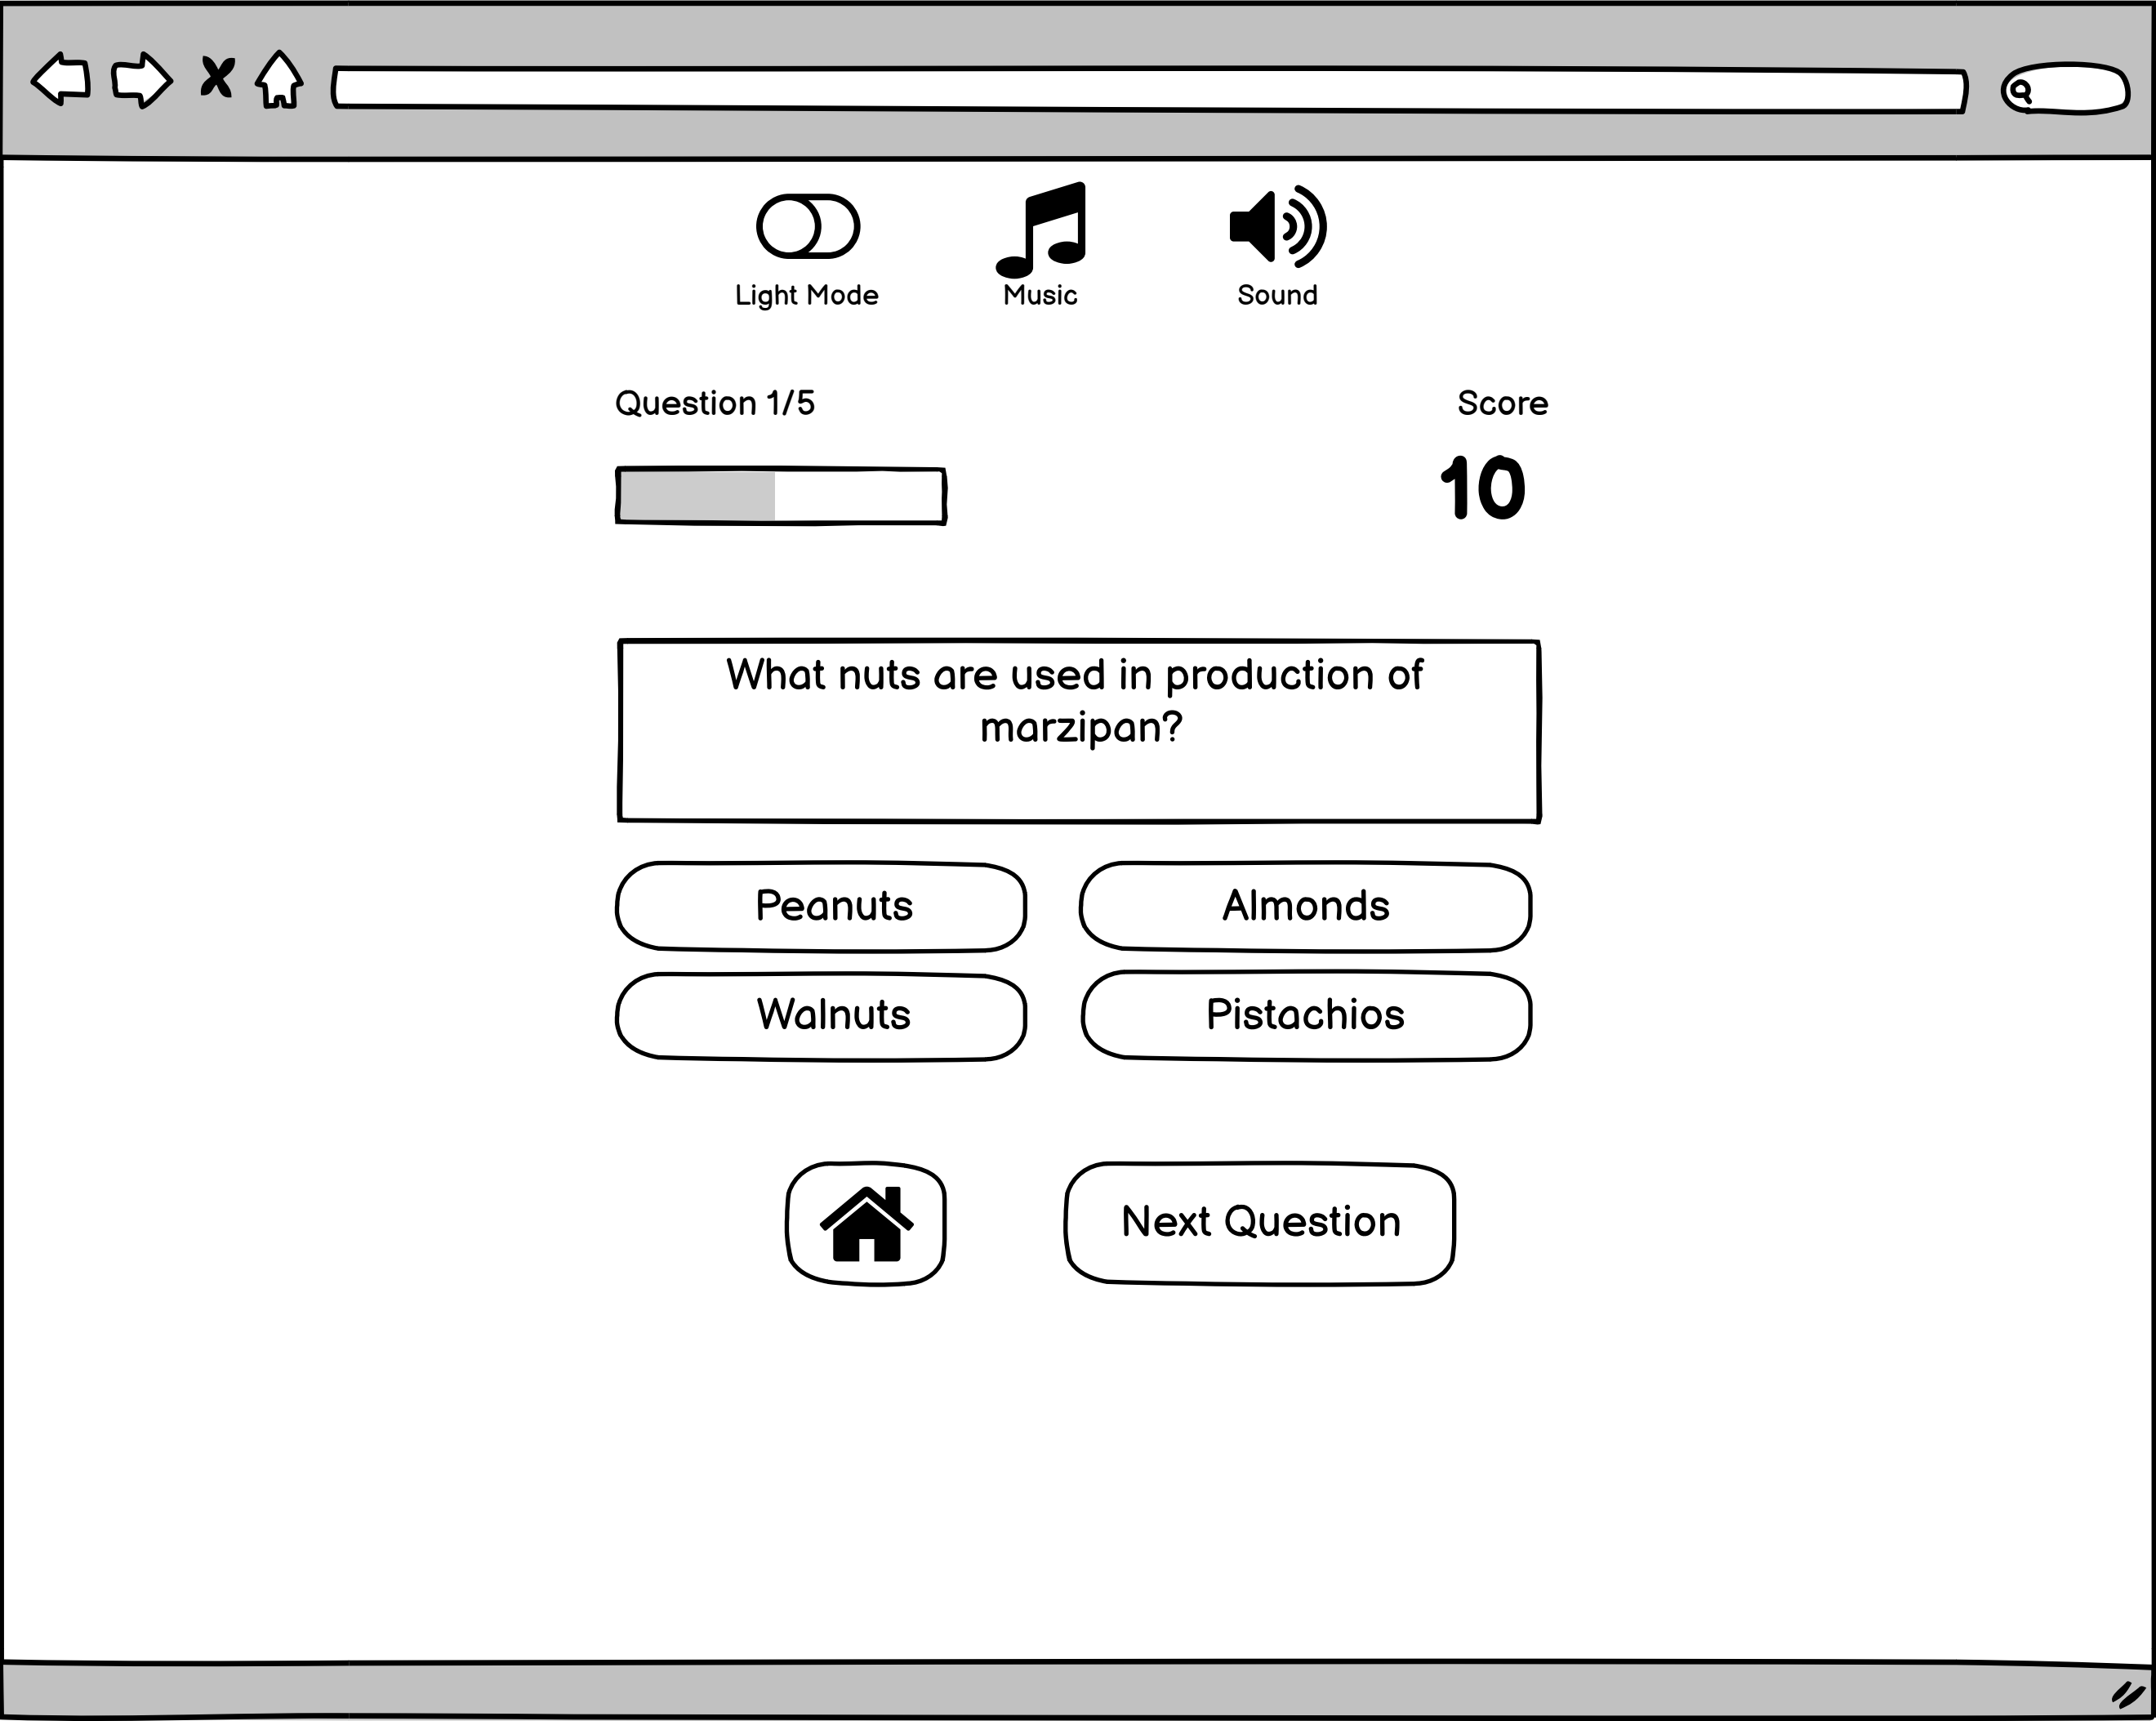 Light Mode
Music
Sound
Question 1/5
Score
10
What nuts are used in production of
marzipan?
Peanuts
Almonds
Walnuts
Pistachios
Next Question